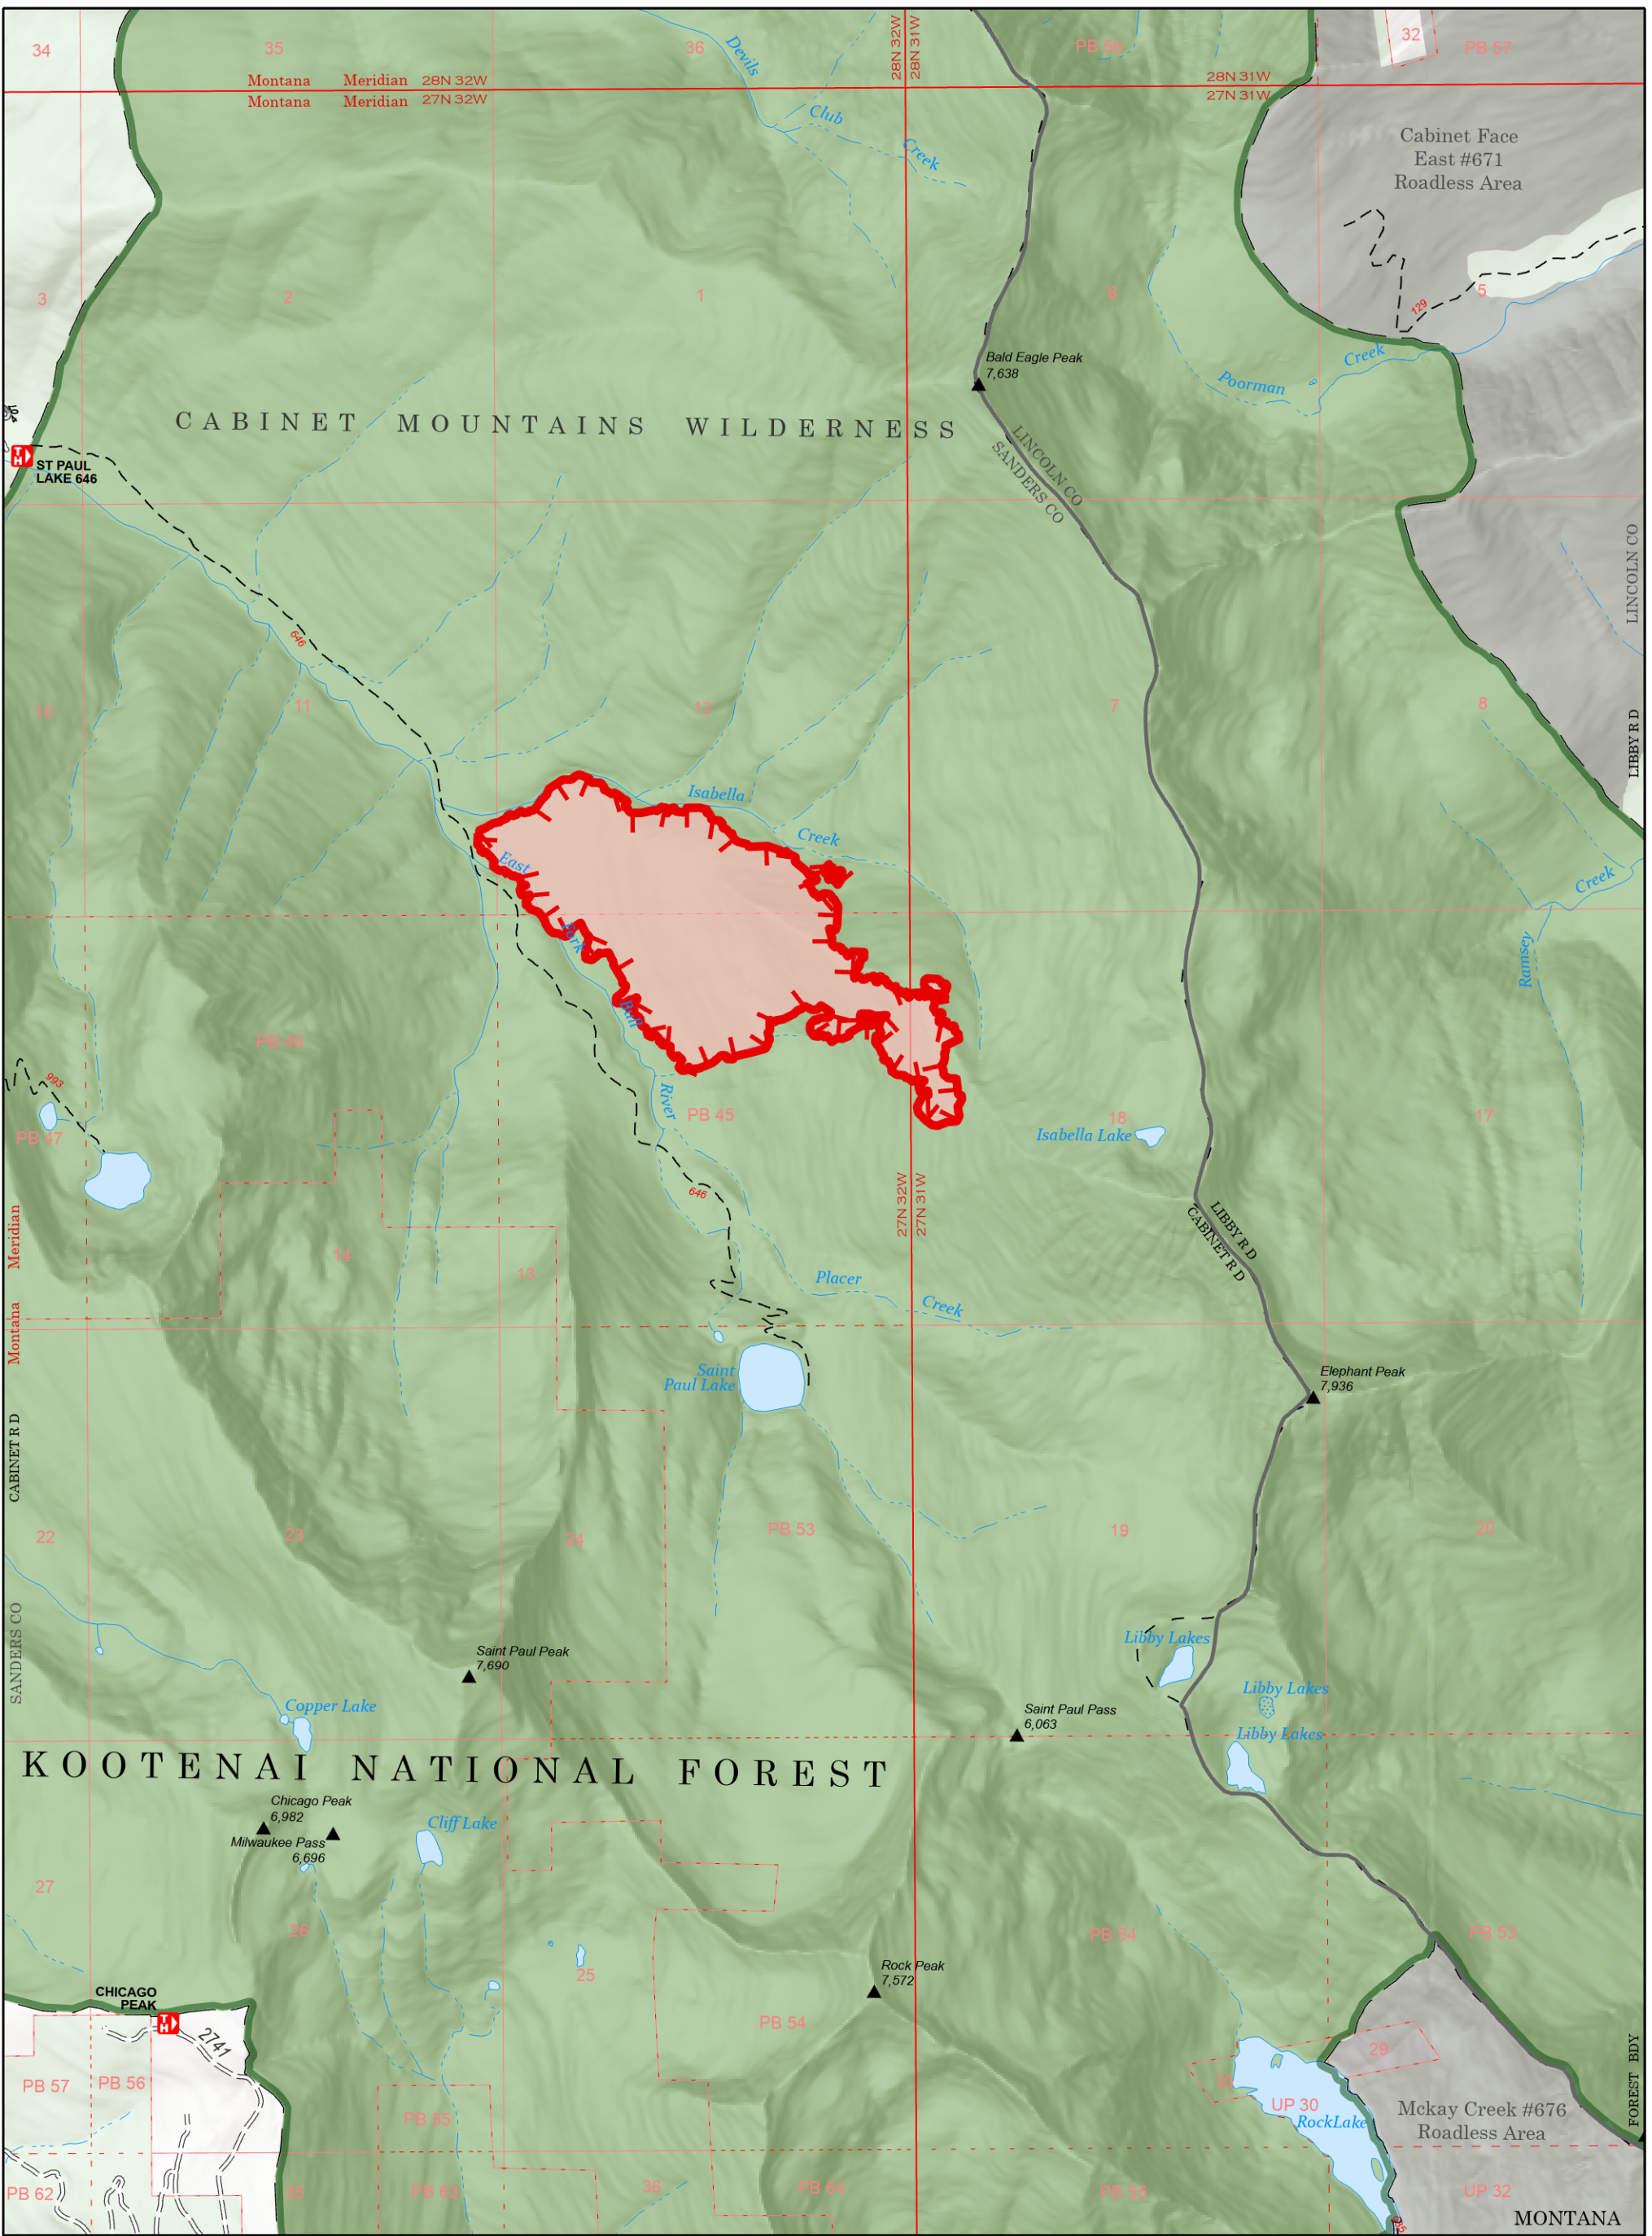 34
35
36
28N 32W
28N 31W
PB 56
32
PB 57
Montana Meridian 28N 32W
Montana Meridian 27N 32W
28N 31W
27N 31W
Devils
Club
Creek
Cabinet Face
East #671
Roadless Area
3
2
1
6
5
129
Creek
Poorman
Bald Eagle Peak
7,638
CABINET MOUNTAINS WILDERNESS
LINCOLN CO
SANDERS CO
ST PAUL
LAKE 646
LINCOLN CO
646
10
11
12
7
8
LIBBY R D
Isabella
Creek
East
Fork
Bull
River
Creek
Ramsey
PB 46
993
PB 47
PB 45
18
17
Isabella Lake
646
27N 32W
27N 31W
LIBBY R D
CABINET R D
Montana Meridian
14
13
Placer
Creek
Saint
Paul Lake
Elephant Peak
7,936
CABINET R D
22
23
24
PB 53
19
20
SANDERS CO
Saint Paul Peak
7,690
Libby Lakes
Libby Lakes
Libby Lakes
Copper Lake
Saint Paul Pass
6,063
KOOTENAI NATIONAL FOREST
Chicago Peak
6,982
Milwaukee Pass
6,696
Cliff Lake
27
26
25
PB 54
PB 53
Rock Peak
7,572
CHICAGO
PEAK
2741
PB 54
29
30
UP 30
RockLake
Mckay Creek #676
Roadless Area
FOREST BDY
PB 57
PB 56
PB 55
PB 62
35
PB 63
36
PB 64
PB 55
UP 32
MONTANA